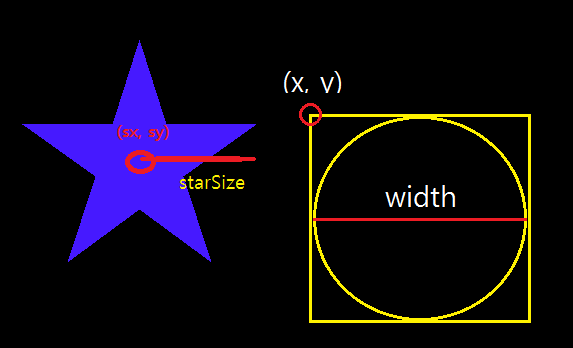 (x, y)
(sx, sy)
starSize
width